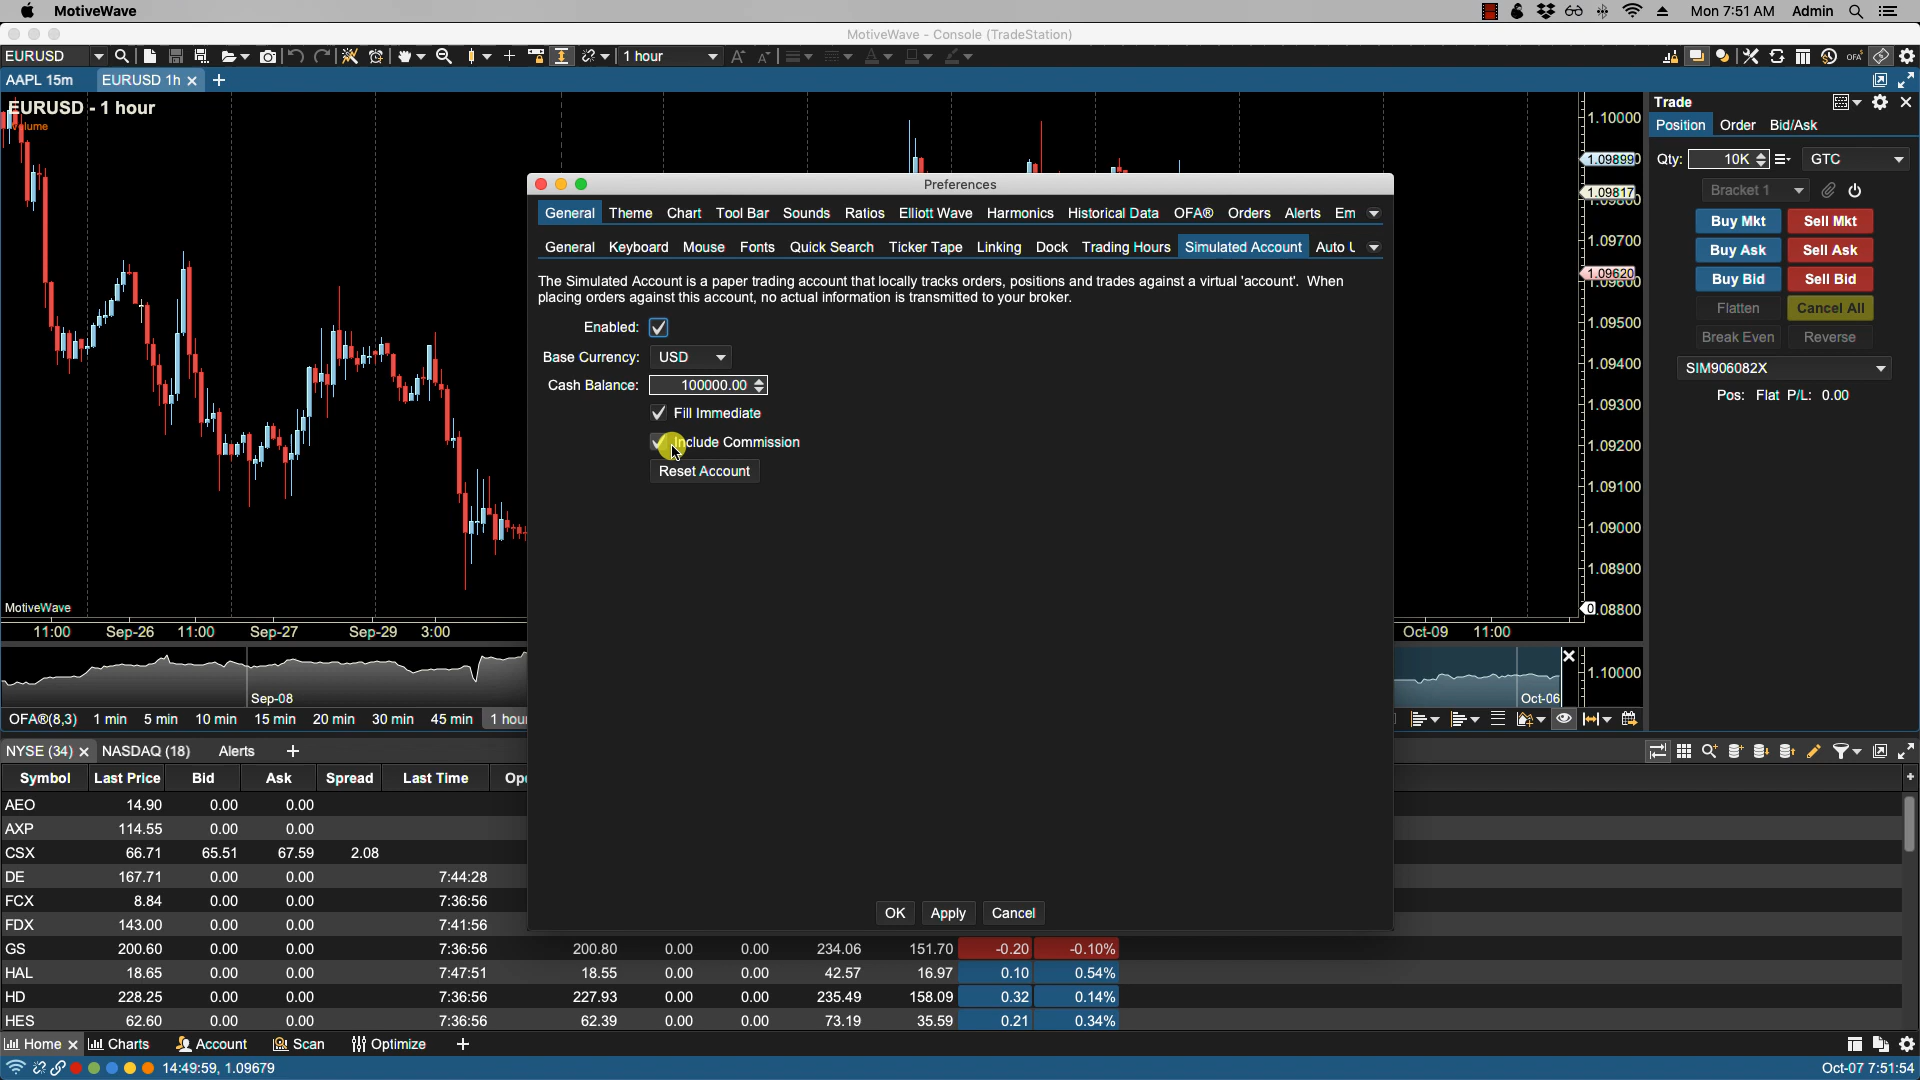 MotiveWave
Mon 7:51 AM Admin
MotiveWave - Console (TradeStation)
EURUSD
1 hour
OFA®
AAPL 15m
EURUSD 1h
EURUSD - 1 hour
Volume
1.10000
1.09899
1.09817
1.09700
1.09620
1.09600
1.09500
1.09400
1.09300
1.09200
1.09100
1.09000
1.08900
1.08800
0
MotiveWave
11:00 Sep-26 11:00 Sep-27 Sep-29 3:00 Oct-09 11:00
Sep-08 Oct-06 1.10000
OFA®(8,3) 1 min 5 min 10 min 15 min 20 min 30 min 45 min 1 hour
Trade
Position Order Bid/Ask
Qty: 10K GTC
Bracket 1
Buy Mkt Sell Mkt
Buy Ask Sell Ask
Buy Bid Sell Bid
Flatten Cancel All
Break Even Reverse
SIM906082X
Pos: Flat P/L: 0.00
Preferences
General Theme Chart Tool Bar Sounds Ratios Elliott Wave Harmonics Historical Data OFA® Orders Alerts Em
General Keyboard Mouse Fonts Quick Search Ticker Tape Linking Dock Trading Hours Simulated Account Auto U
The Simulated Account is a paper trading account that locally tracks orders, positions and trades against a virtual 'account'. When
placing orders against this account, no actual information is transmitted to your broker.
Enabled:
Base Currency: USD
Cash Balance: 100000.00
Fill Immediate
Include Commission
Reset Account
OK Apply Cancel
NYSE (34) NASDAQ (18) Alerts
Symbol Last Price Bid Ask Spread Last Time Ope
AEO 14.90 0.00 0.00
AXP 114.55 0.00 0.00
CSX 66.71 65.51 67.59 2.08
DE 167.71 0.00 0.00 7:44:28
FCX 8.84 0.00 0.00 7:36:56
FDX 143.00 0.00 0.00 7:41:56
GS 200.60 0.00 0.00 7:36:56 200.80 0.00 0.00 234.06 151.70 -0.20 -0.10%
HAL 18.65 0.00 0.00 7:47:51 18.55 0.00 0.00 42.57 16.97 0.10 0.54%
HD 228.25 0.00 0.00 7:36:56 227.93 0.00 0.00 235.49 158.09 0.32 0.14%
HES 62.60 0.00 0.00 7:36:56 62.39 0.00 0.00 73.19 35.59 0.21 0.34%
Home Charts Account Scan Optimize
14:49:59, 1.09679
Oct-07 7:51:54